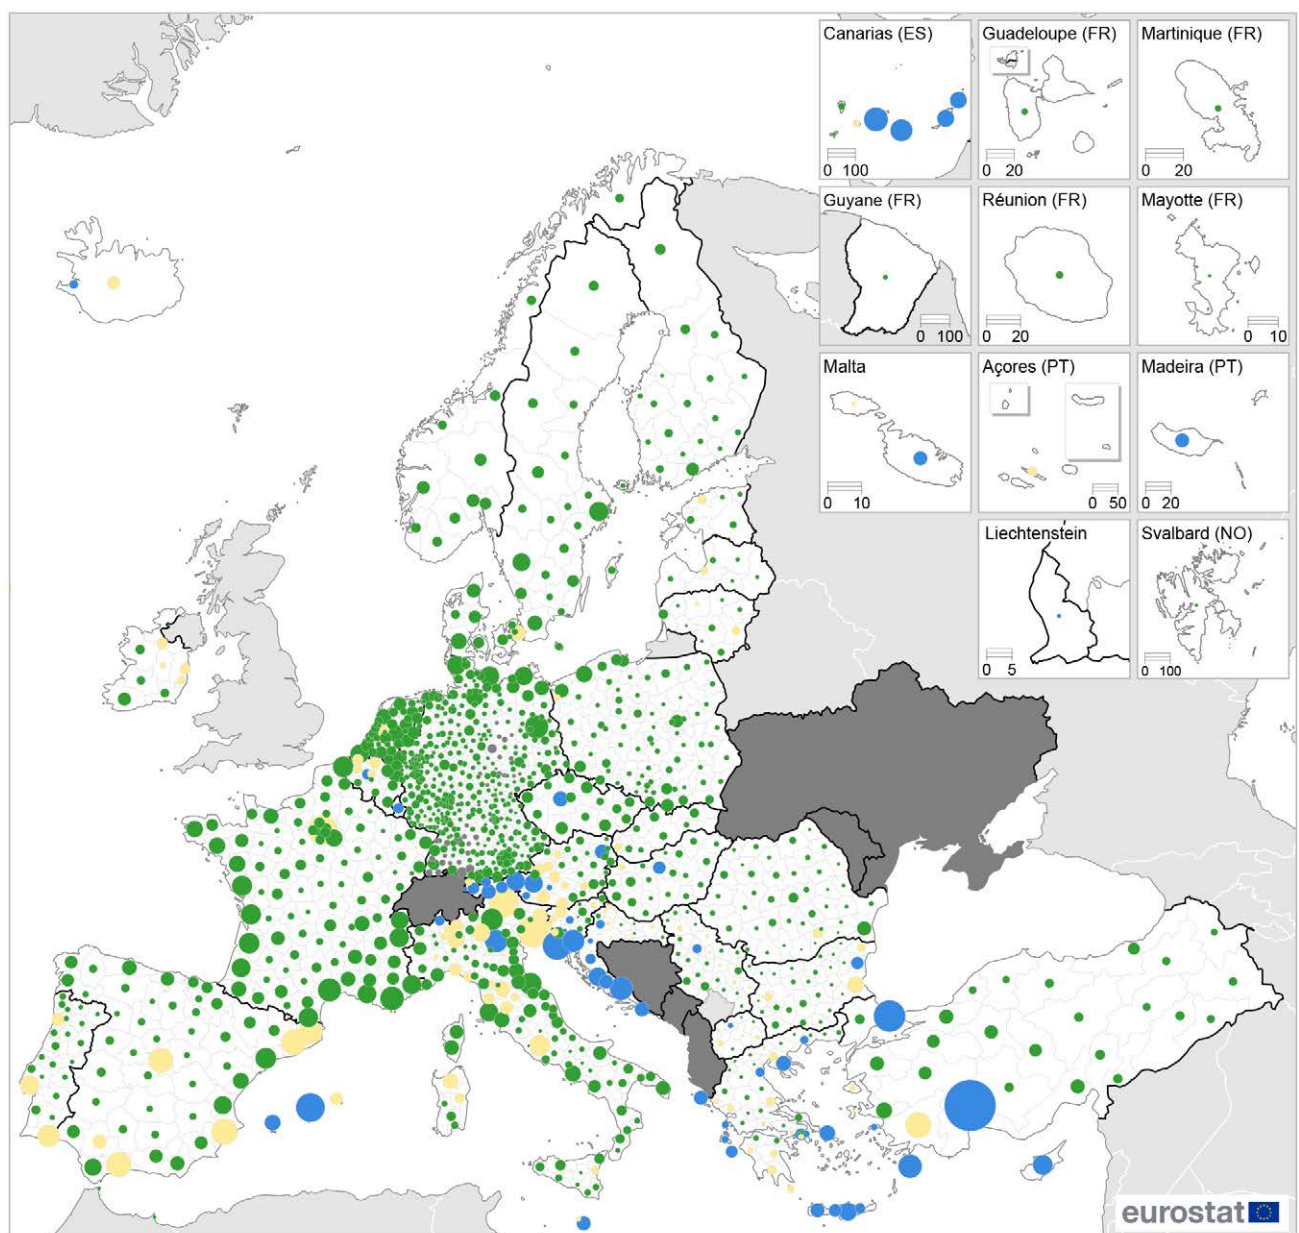 Canarias (ES)
0 100
Guadeloupe (FR)
0 20
Martinique (FR)
0 20
Guyane (FR)
0 100
Réunion (FR)
0 20
Mayotte (FR)
0 10
Malta
0 10
Açores (PT)
0 50
Madeira (PT)
0 20
Liechtenstein
0 5
Svalbard (NO)
0 100
eurostat